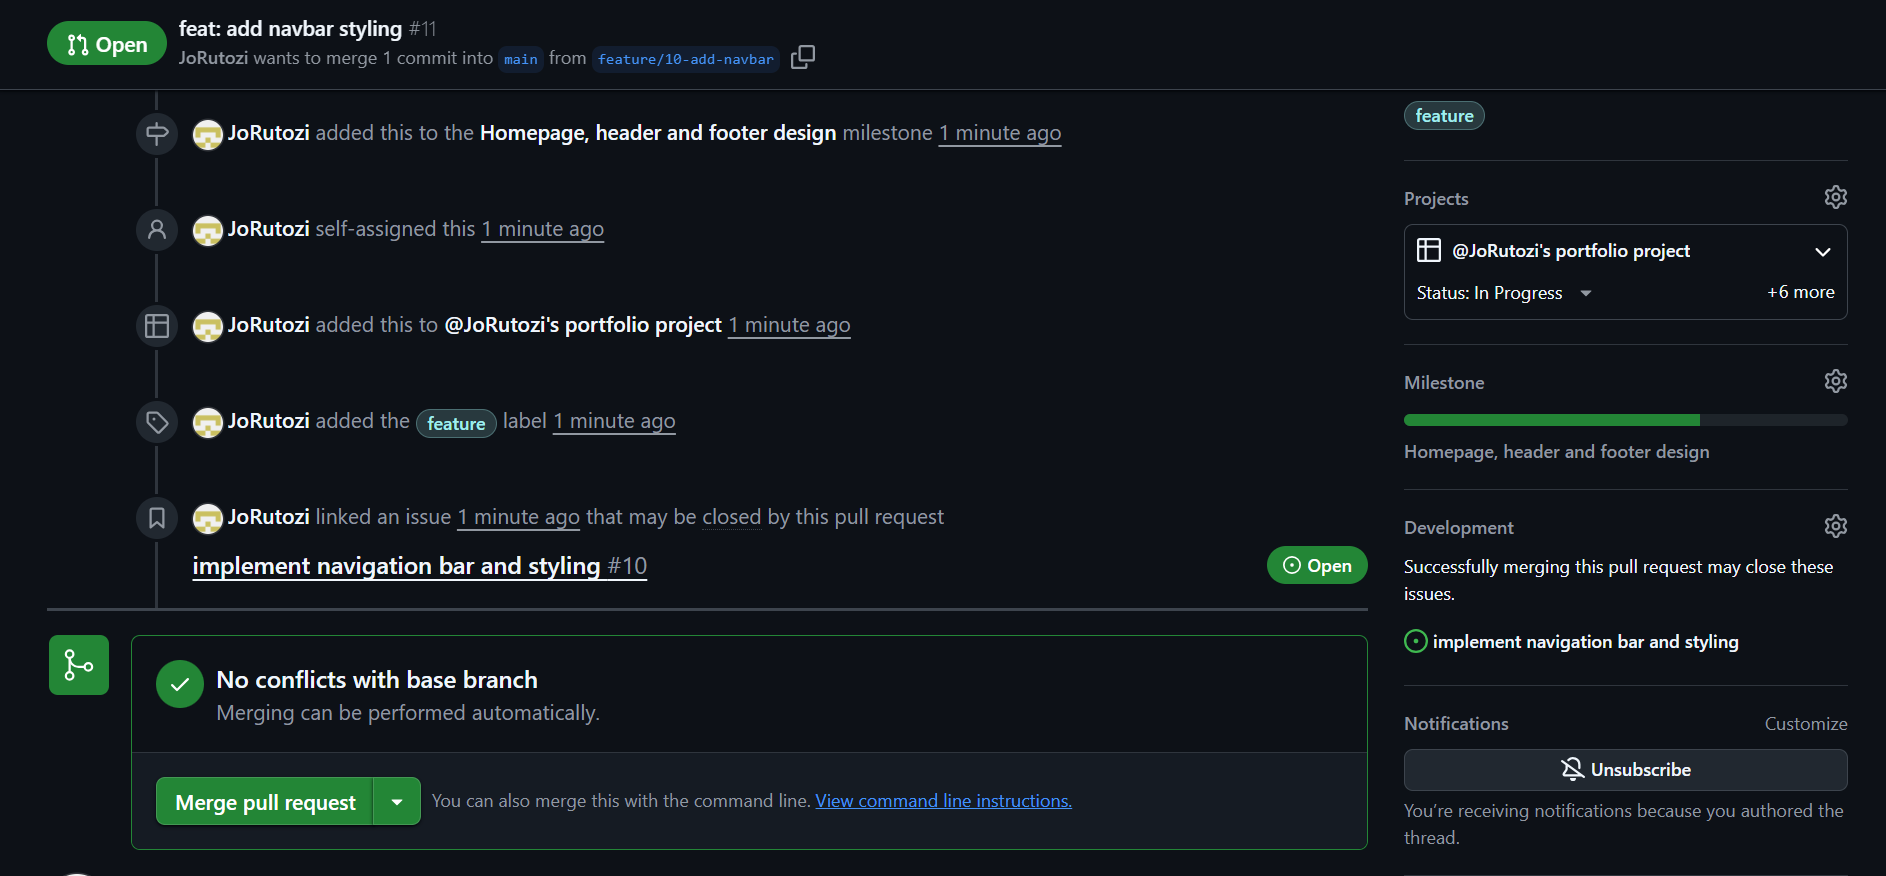 Open
feat: add navbar styling #11
JoRutozi wants to merge 1 commit into main from feature/10-add-navbar
JoRutozi added this to the Homepage, header and footer design milestone 1 minute ago
JoRutozi self-assigned this 1 minute ago
JoRutozi added this to @JoRutozi's portfolio project 1 minute ago
JoRutozi added the feature label 1 minute ago
JoRutozi linked an issue 1 minute ago that may be closed by this pull request
implement navigation bar and styling #10
Open
No conflicts with base branch
Merging can be performed automatically.
Merge pull request
You can also merge this with the command line. View command line instructions.
feature
Projects
@JoRutozi's portfolio project
Status: In Progress
+6 more
Milestone
Homepage, header and footer design
Development
Successfully merging this pull request may close these
issues.
implement navigation bar and styling
Notifications
Customize
Unsubscribe
You’re receiving notifications because you authored the
thread.